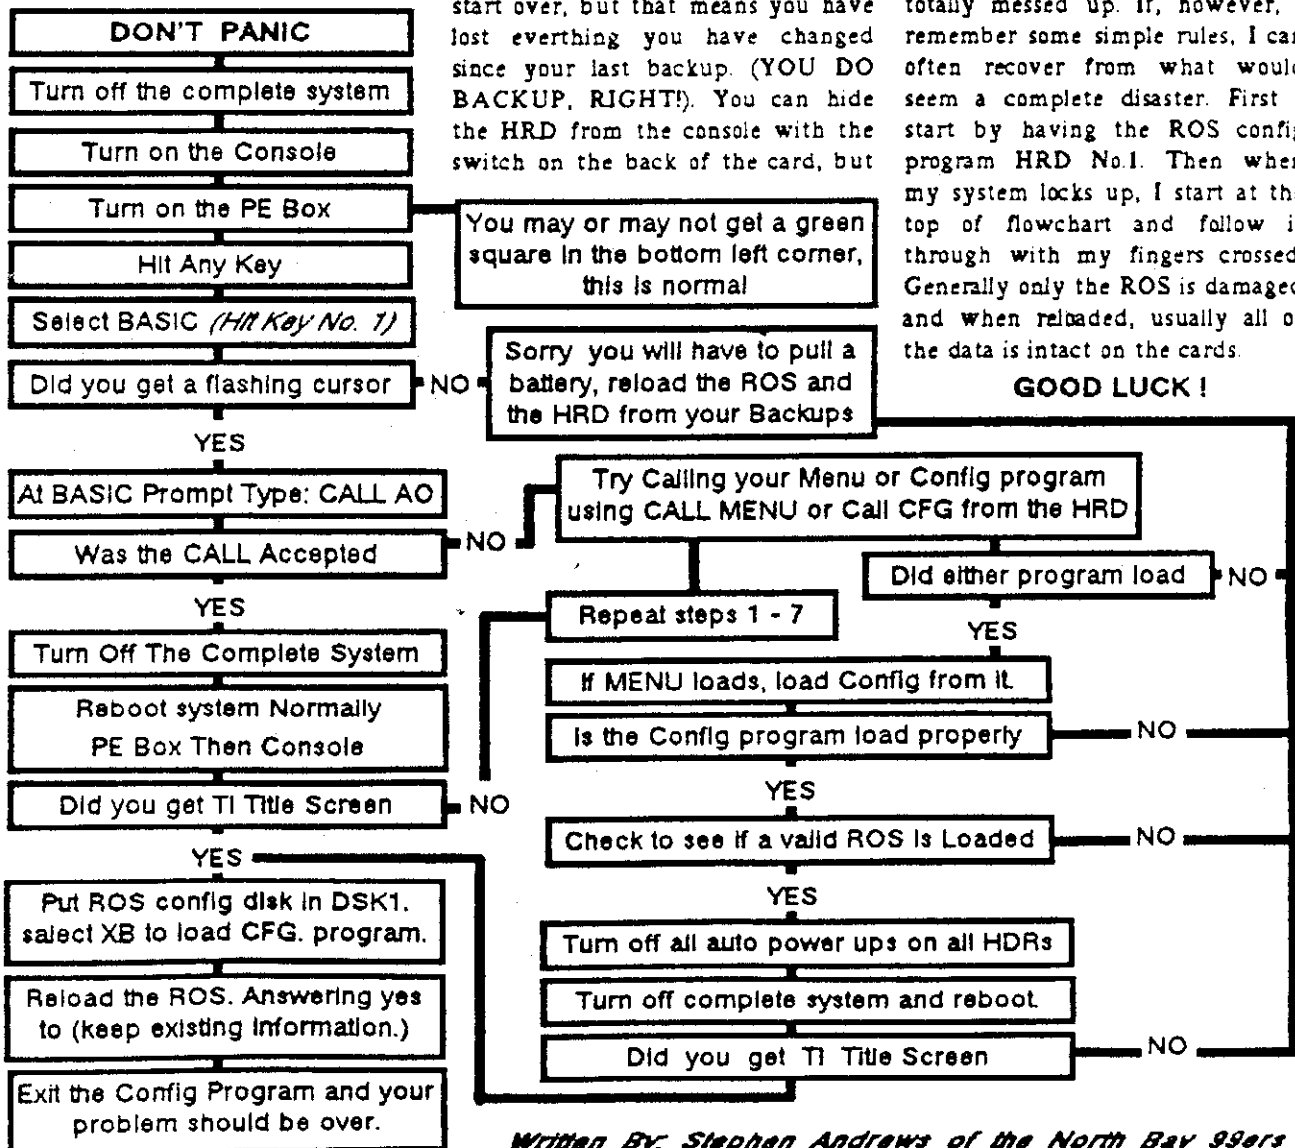 start over, but that means you have
lost everthing you have changed
since your last backup. (YOU DO
BACKUP, RIGHT!). You can hide
the HRD from the console with the
switch on the back of the card, but
totally messed up. If, however,
remember some simple rules, I can
often recover from what would
seem a complete disaster. First
start by having the ROS config
program HRD No.1. Then when
my system locks up, I start at the
top of flowchart and follow
through with my fingers crossed
Generally only the ROS is damaged
and when reloaded, usually all
the data is intact on the cards.
GOOD LUCK !
DON'T PANIC
Turn off the complete system
Turn on the Console
Turn on the PE Box
You may or may not get a green
square in the bottom left corner,
this is normal
Hit Any Key
Select BASIC (Hit Key No. 1)
Did you get a flashing cursor
NO
Sorry you will have to pull a
battery, reload the ROS and
the HRD from your Backups
YES
At BASIC Prompt Type: CALL AO
Was the CALL Accepted
NO
Try Calling your Menu or Config program
using CALL MENU or Call CFG from the HRD
Did either program load
NO
Repeat steps 1 - 7
YES
YES
Turn Off The Complete System
Reboot system Normally
PE Box Then Console
Did you get TI Title Screen
NO
If MENU loads, load Config from it.
Is the Config program load properly
NO
YES
Check to see if a valid ROS Is Loaded
NO
YES
Turn off all auto power ups on all HDRs
Turn off complete system and reboot.
Did you get TI Title Screen
NO
YES
Put ROS config disk in DSK1.
select XB to load CFG. program.
Reload the ROS. Answering yes
to (keep existing information.)
Exit the Config Program and your
problem should be over.
Written By: Stephen Andrews of the North Bay 99ers